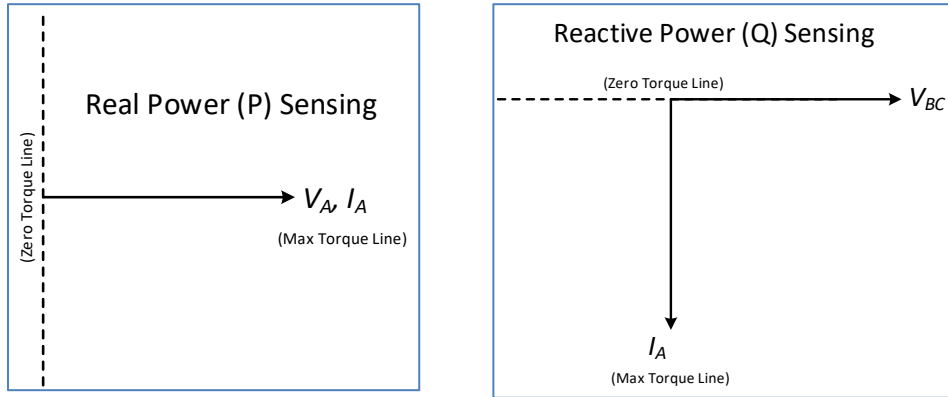 Real Power (P) Sensing
(Zero Torque Line)
V_A, I_A
(Max Torque Line)
Reactive Power (Q) Sensing
(Zero Torque Line)
V_BC
I_A
(Max Torque Line)